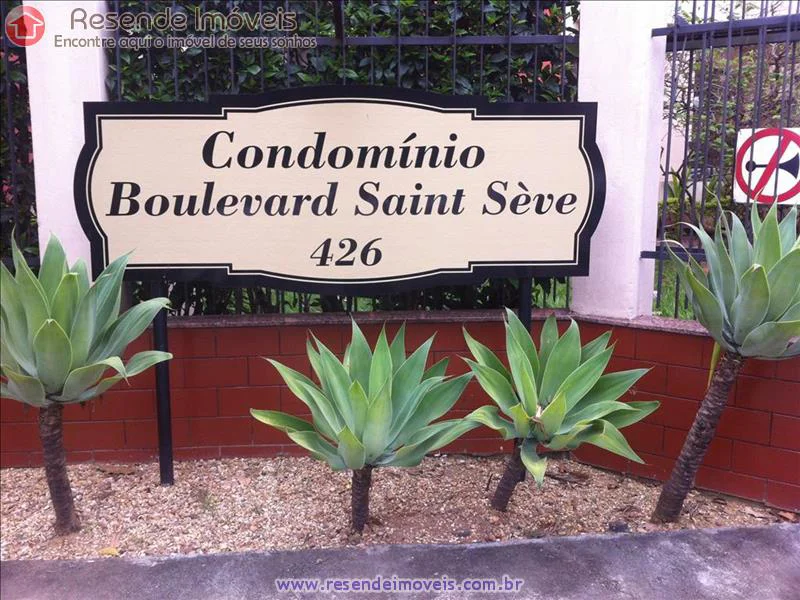 Resende Imóveis
Encontre aqui o imóvel de seus sonhos
Condomínio
Boulevard Saint Sève
426
www.resendeimoveis.com.br